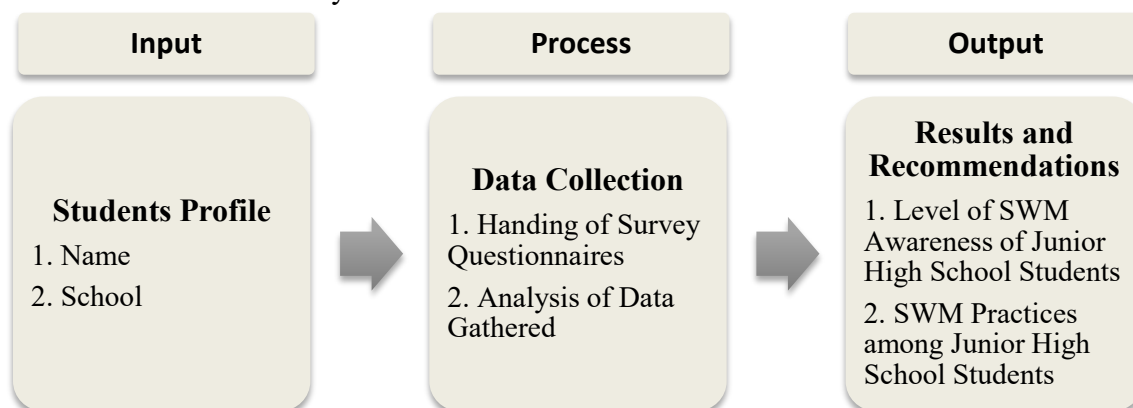 Input
Process
Output
Students Profile
1. Name
2. School
Data Collection
1. Handing of Survey
Questionnaires
2. Analysis of Data
Gathered
Results and
Recommendations
1. Level of SWM
Awareness of Junior
High School Students
2. SWM Practices
among Junior High
School Students